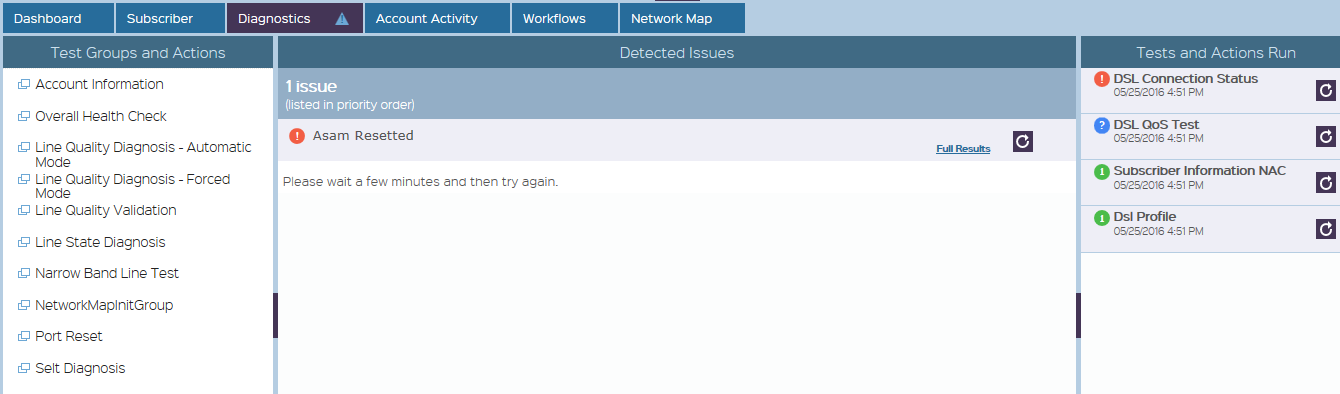 Dashboard
Subscriber
Diagnostics
Account Activity
Workflows
Network Map
Test Groups and Actions
Account Information
Overall Health Check
Line Quality Diagnosis - Automatic
Mode
Line Quality Diagnosis - Forced
Mode
Line Quality Validation
Line State Diagnosis
Narrow Band Line Test
NetworkMapInitGroup
Port Reset
Selt Diagnosis
Detected Issues
1 issue
(listed in priority order)
Asam Resetted
Full Results
Please wait a few minutes and then try again.
Tests and Actions Run
DSL Connection Status
05/25/2016 4:51 PM
DSL QoS Test
05/25/2016 4:51 PM
Subscriber Information NAC
05/25/2016 4:51 PM
Dsl Profile
05/25/2016 4:51 PM